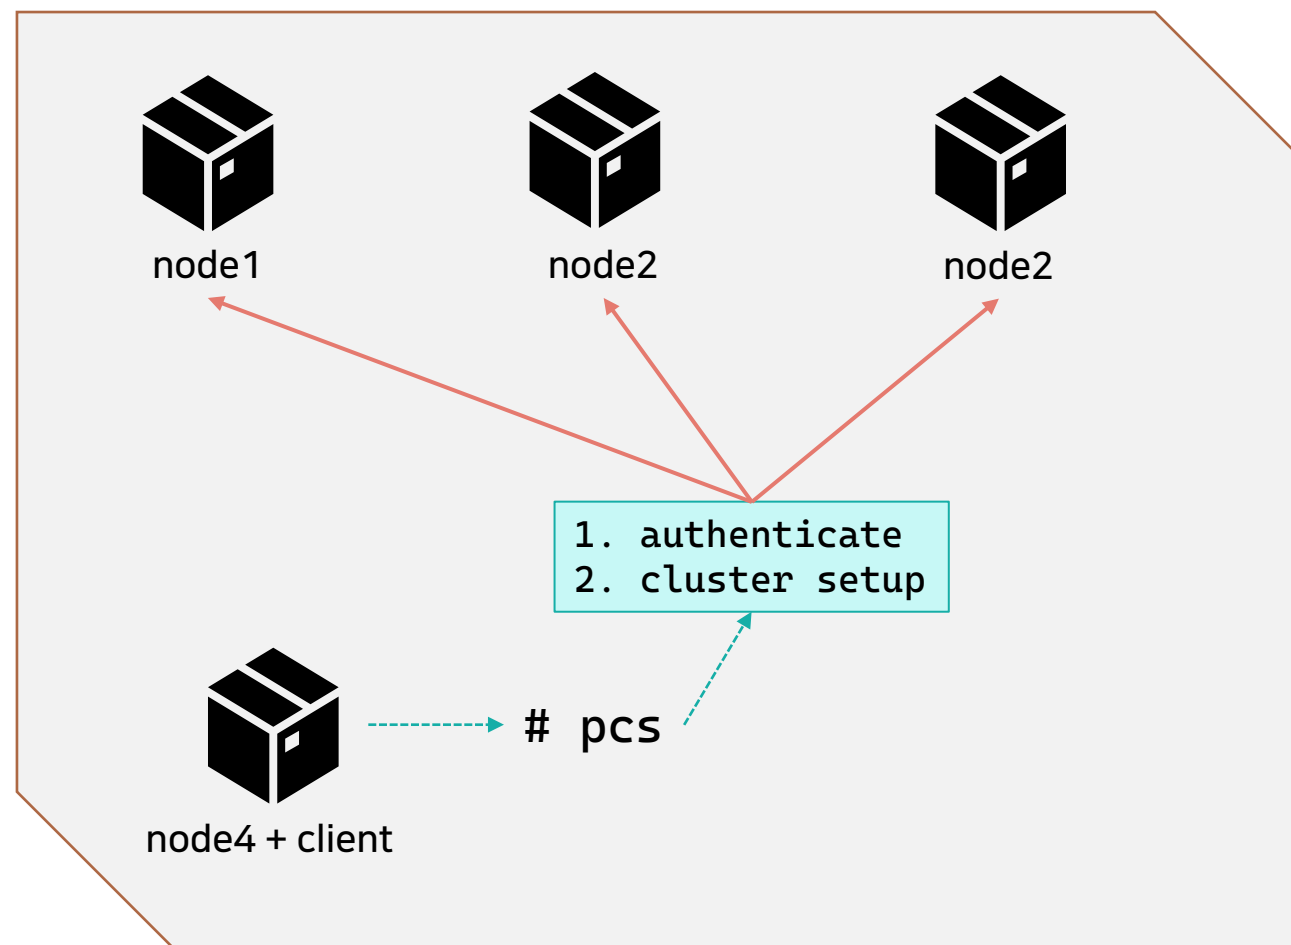 node1
node2
node2
1. authenticate
2. cluster setup
# pcs
node4 + client